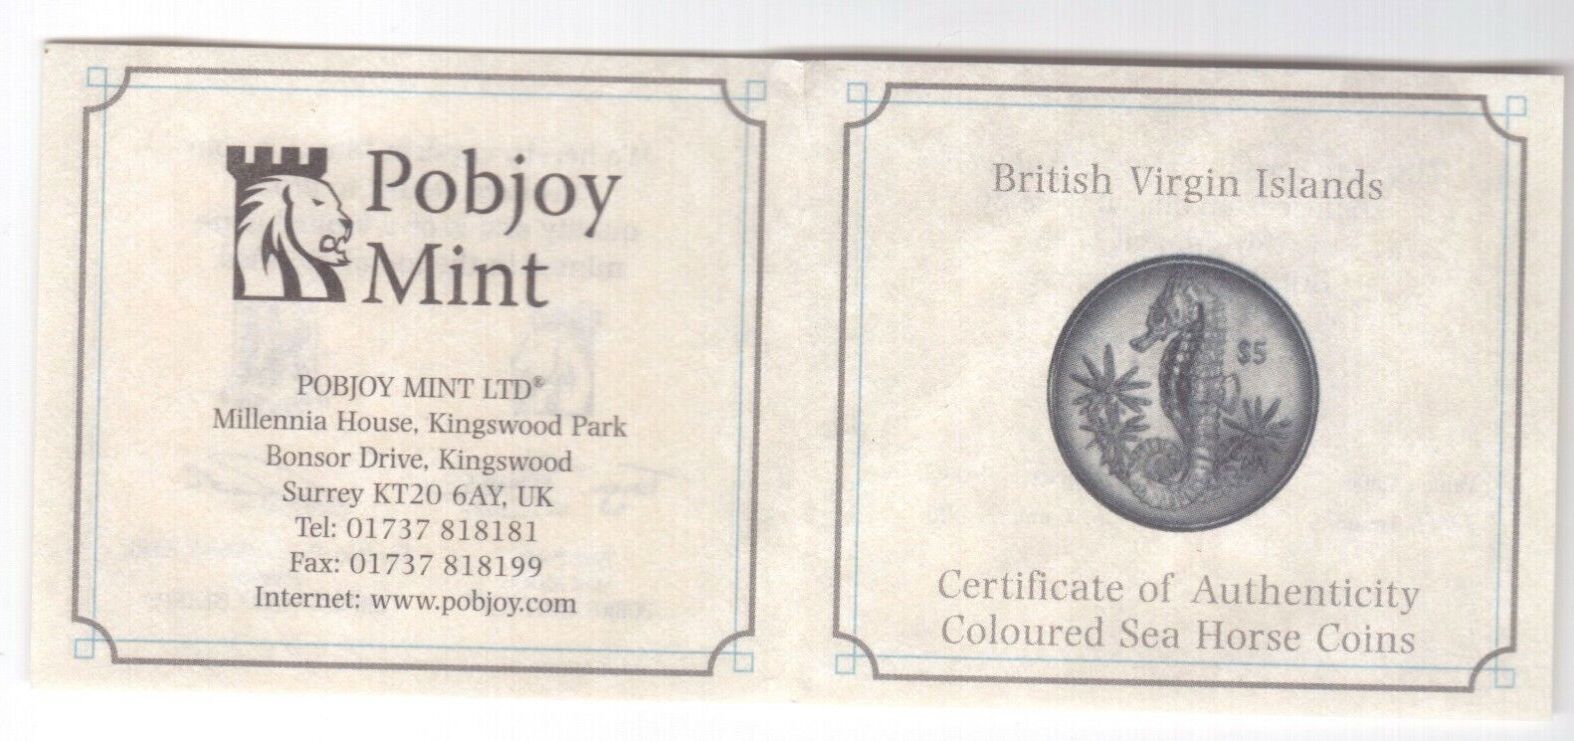 Pobjoy
Mint
POBJOY MINT LTD®
Millennia House, Kingswood Park
Bonsor Drive, Kingswood
Surrey KT20 6AY, UK
Tel: 01737 818181
Fax: 01737 818199
Internet: www.pobjoy.com
British Virgin Islands
$5
Certificate of Authenticity
Coloured Sea Horse Coins